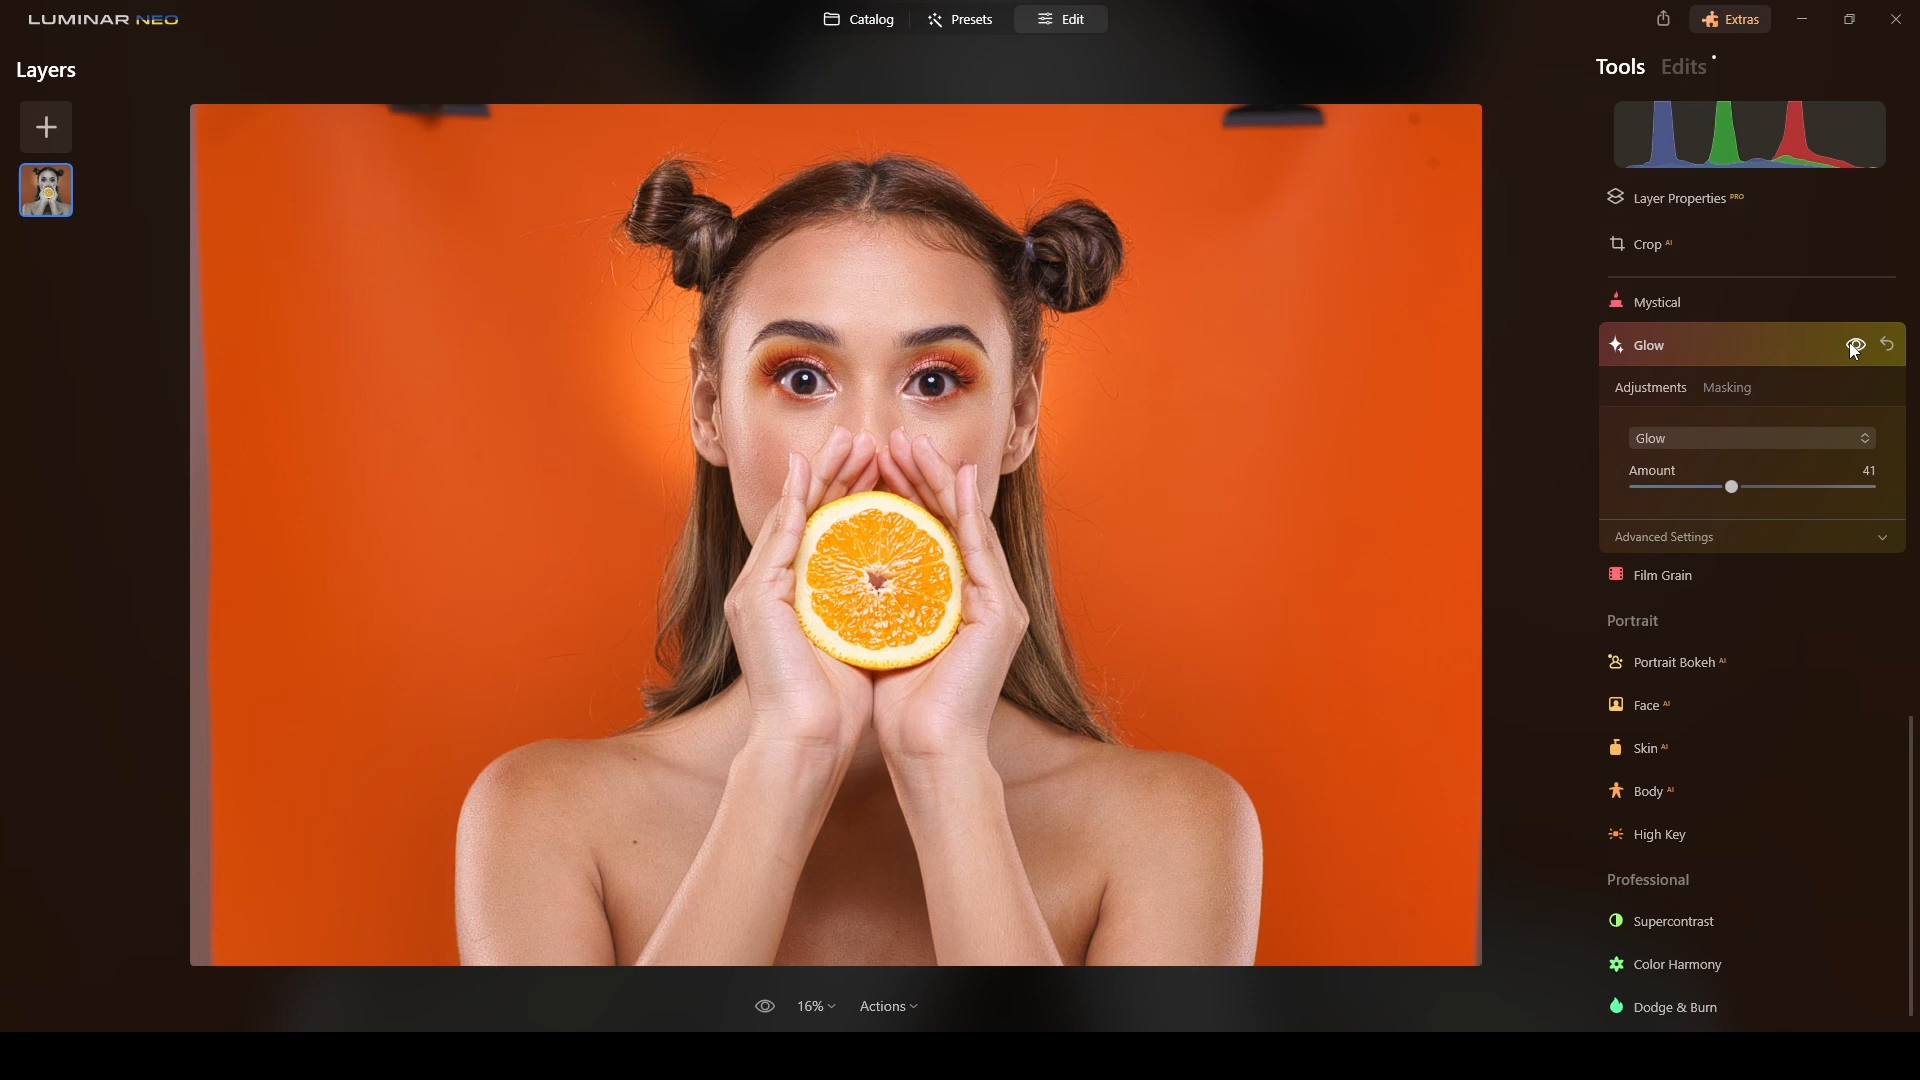 LUMINAR NEO
Catalog
Presets
Edit
Extras
Layers
Tools Edits
Layer Properties PRO
Crop AI
Mystical
Glow
Adjustments Masking
Glow
Amount 41
Advanced Settings
Film Grain
Portrait
Portrait Bokeh AI
Face AI
Skin AI
Body AI
High Key
Professional
Supercontrast
Color Harmony
Dodge & Burn
16% Actions